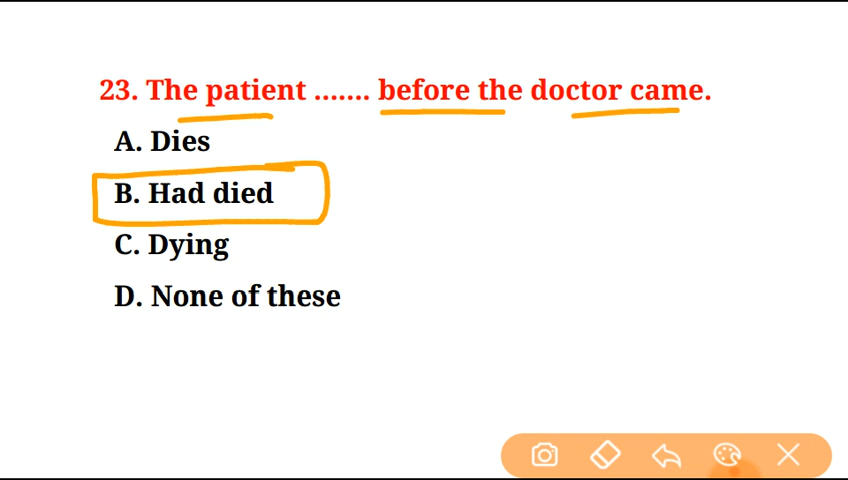 23. The patient ....... before the doctor came.
A. Dies
B. Had died
C. Dying
D. None of these